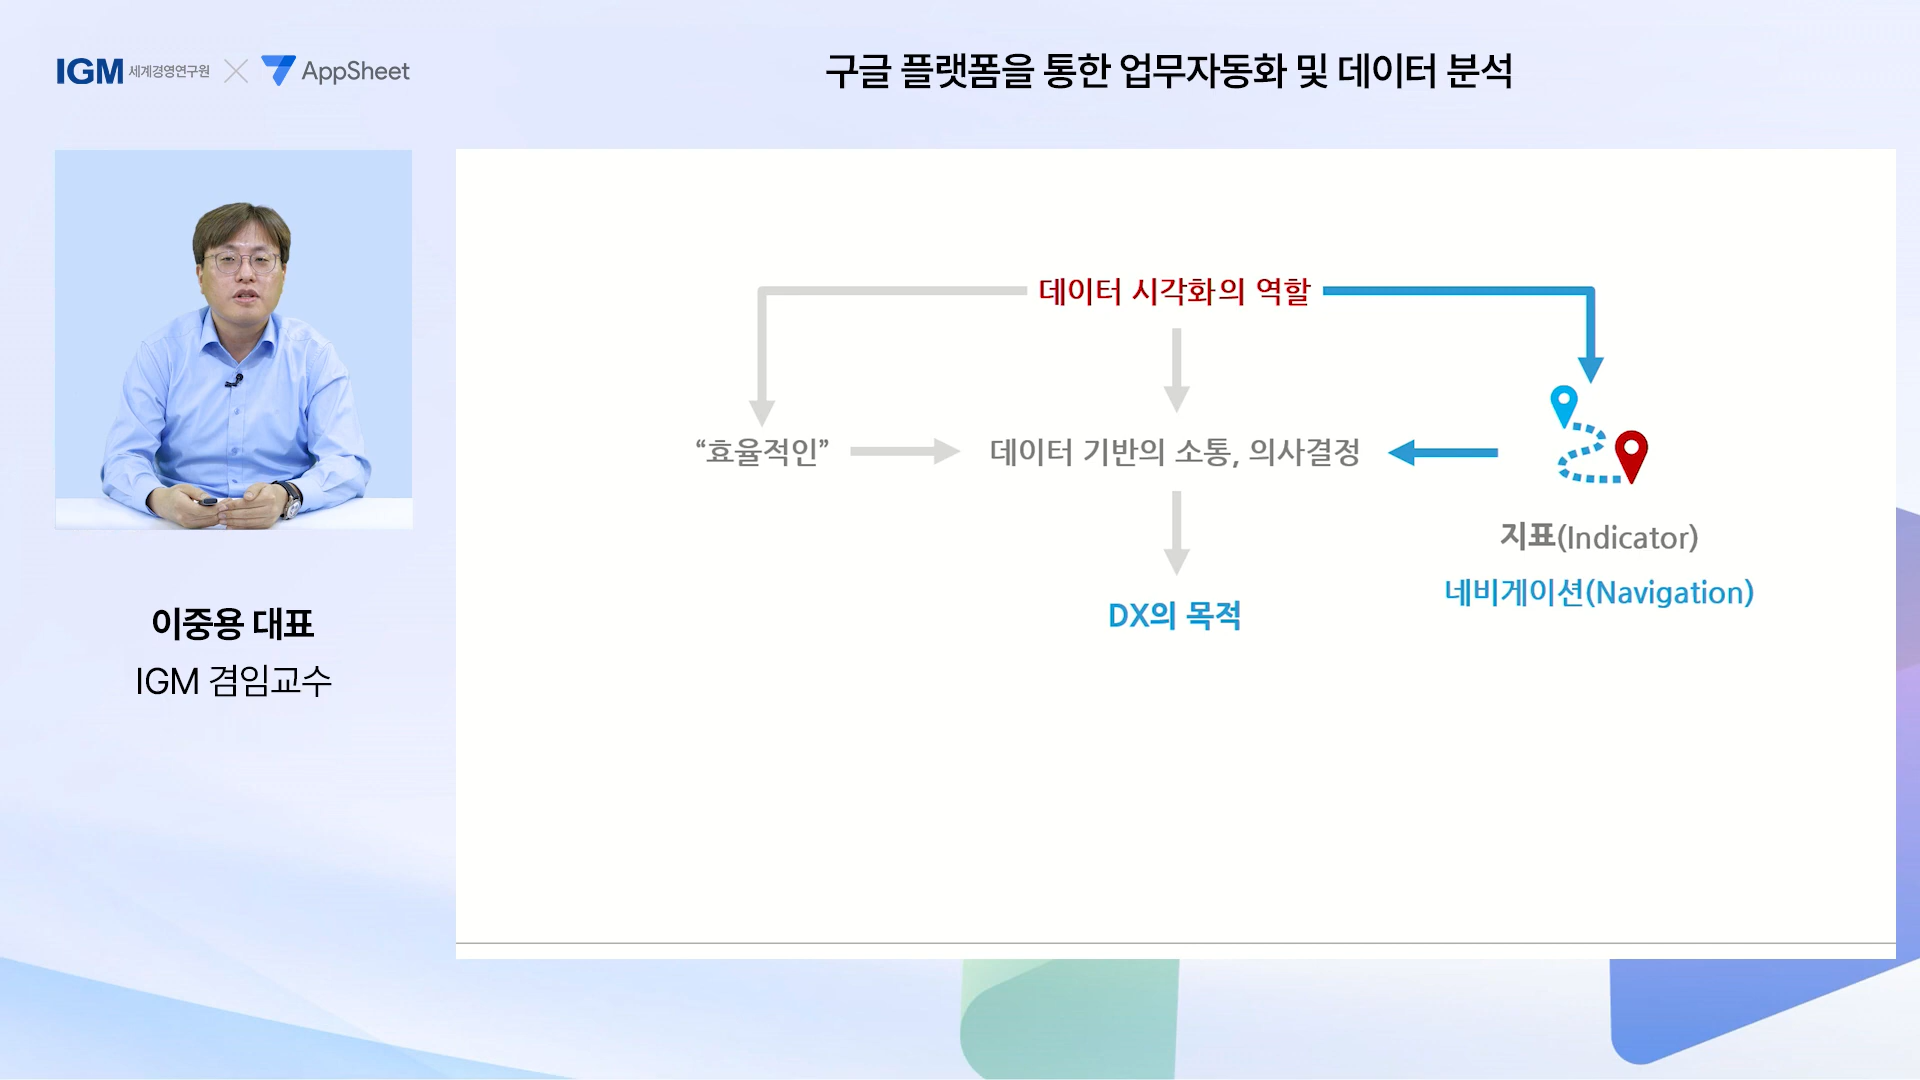 IGM 세계경영연구원 × AppSheet
구글 플랫폼을 통한 업무자동화 및 데이터 분석
이중용 대표
IGM 겸임교수
데이터 시각화의 역할
“효율적인”
데이터 기반의 소통, 의사결정
지표(Indicator)
네비게이션(Navigation)
DX의 목적